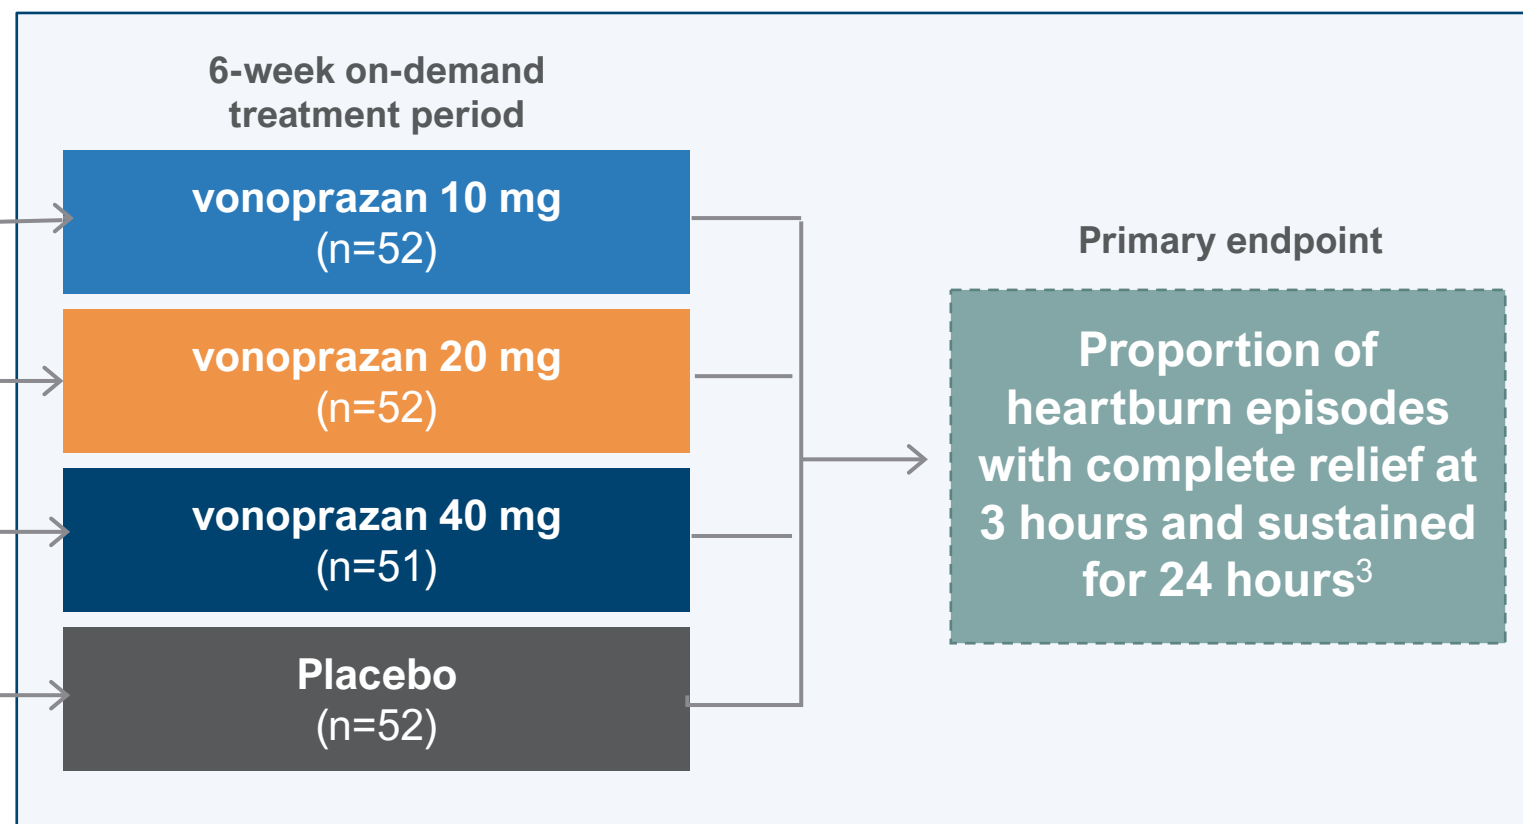 6-week on-demand
treatment period
vonoprazan 10 mg
(n=52)
vonoprazan 20 mg
(n=52)
vonoprazan 40 mg
(n=51)
Placebo
(n=52)
Primary endpoint
Proportion of
heartburn episodes
with complete relief at
3 hours and sustained
for 24 hours³